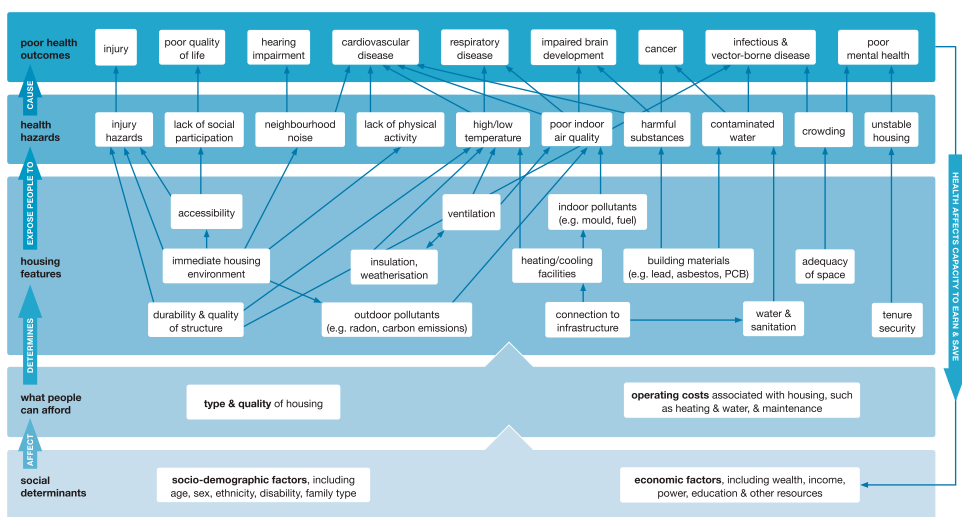 poor health
outcomes
injury
poor quality
of life
hearing
impairment
cardiovascular
disease
respiratory
disease
impaired brain
development
cancer
infectious &
vector-borne disease
poor
mental health
CAUSE
health
hazards
injury
hazards
lack of social
participation
neighbourhood
noise
lack of physical
activity
high/low
temperature
poor indoor
air quality
harmful
substances
contaminated
water
crowding
unstable
housing
EXPOSE PEOPLE TO
housing
features
accessibility
ventilation
indoor pollutants
(e.g. mould, fuel)
immediate housing
environment
insulation,
weatherisation
heating/cooling
facilities
building materials
(e.g. lead, asbestos, PCB)
adequacy
of space
durability & quality
of structure
outdoor pollutants
(e.g. radon, carbon emissions)
connection to
infrastructure
water &
sanitation
tenure
security
DETERMINES
what people
can afford
type & quality of housing
operating costs associated with housing, such
as heating & water, & maintenance
AFFECT
social
determinants
socio-demographic factors, including
age, sex, ethnicity, disability, family type
economic factors, including wealth, income,
power, education & other resources
HEALTH AFFECTS CAPACITY TO EARN & SAVE